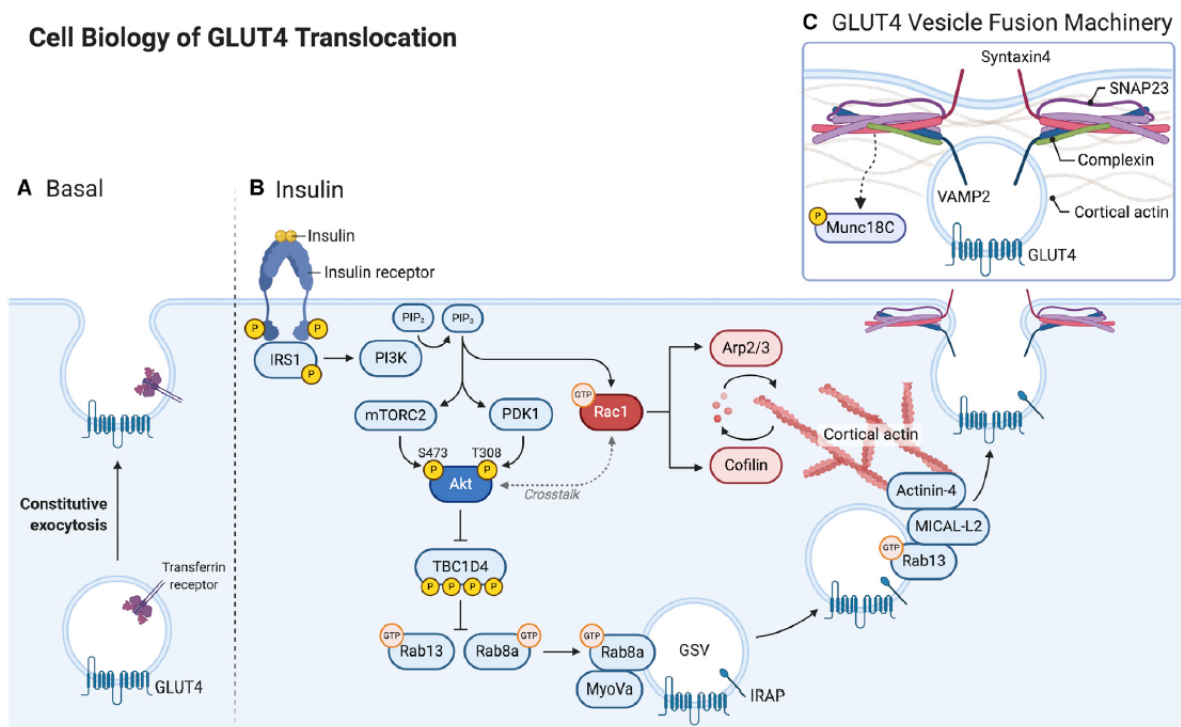 Cell Biology of GLUT4 Translocation
C GLUT4 Vesicle Fusion Machinery
Syntaxin4
SNAP23
Complexin
VAMP2
Cortical actin
P
Munc18C
GLUT4
A Basal
Constitutive
exocytosis
Transferrin
receptor
GLUT4
B Insulin
Insulin
Insulin receptor
P
P
IRS1
P
PI3K
PIP₂
PIP₃
mTORC2
PDK1
S473
T308
P
P
Akt
Crosstalk
GTP
Rac1
Arp2/3
Cofilin
Cortical actin
TBC1D4
P P P P
GTP
Rab13
GTP
Rab8a
GTP
Rab8a
MyoVa
GSV
IRAP
Actinin-4
MICAL-L2
GTP
Rab13